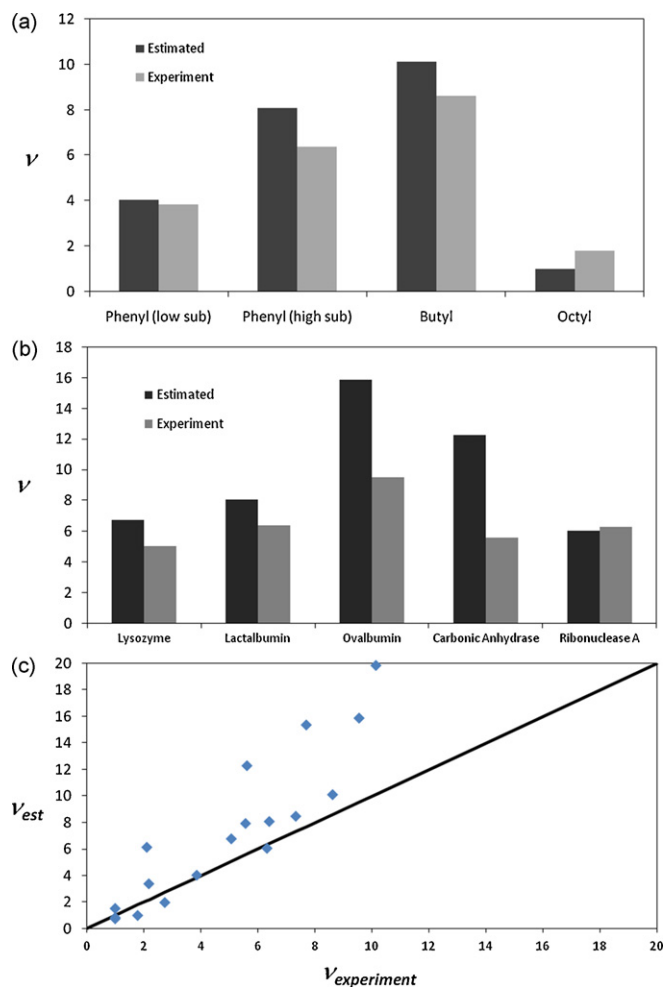 (a)
12
10
8
6
4
2
0
ν
Estimated
Experiment
Phenyl (low sub) Phenyl (high sub) Butyl Octyl
(b)
18
16
14
12
10
8
6
4
2
0
ν
Estimated
Experiment
Lysozyme Lactalbumin Ovalbumin Carbonic Anhydrase Ribonuclease A
(c)
20
18
16
14
12
10
8
6
4
2
0
νest
0 2 4 6 8 10 12 14 16 18 20
νexperiment